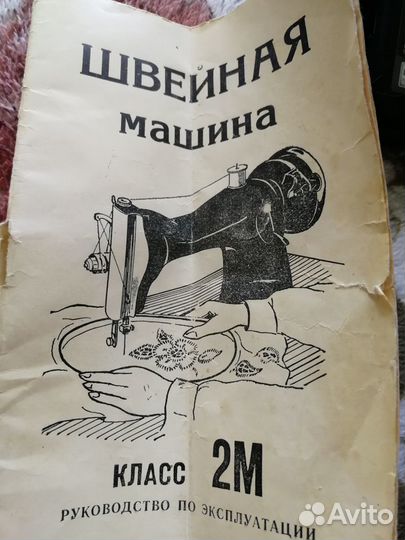 ШВЕЙНАЯ
машина
КЛАСС 2М
РУКОВОДСТВО ПО ЭКСПЛУАТАЦИИ
Avito